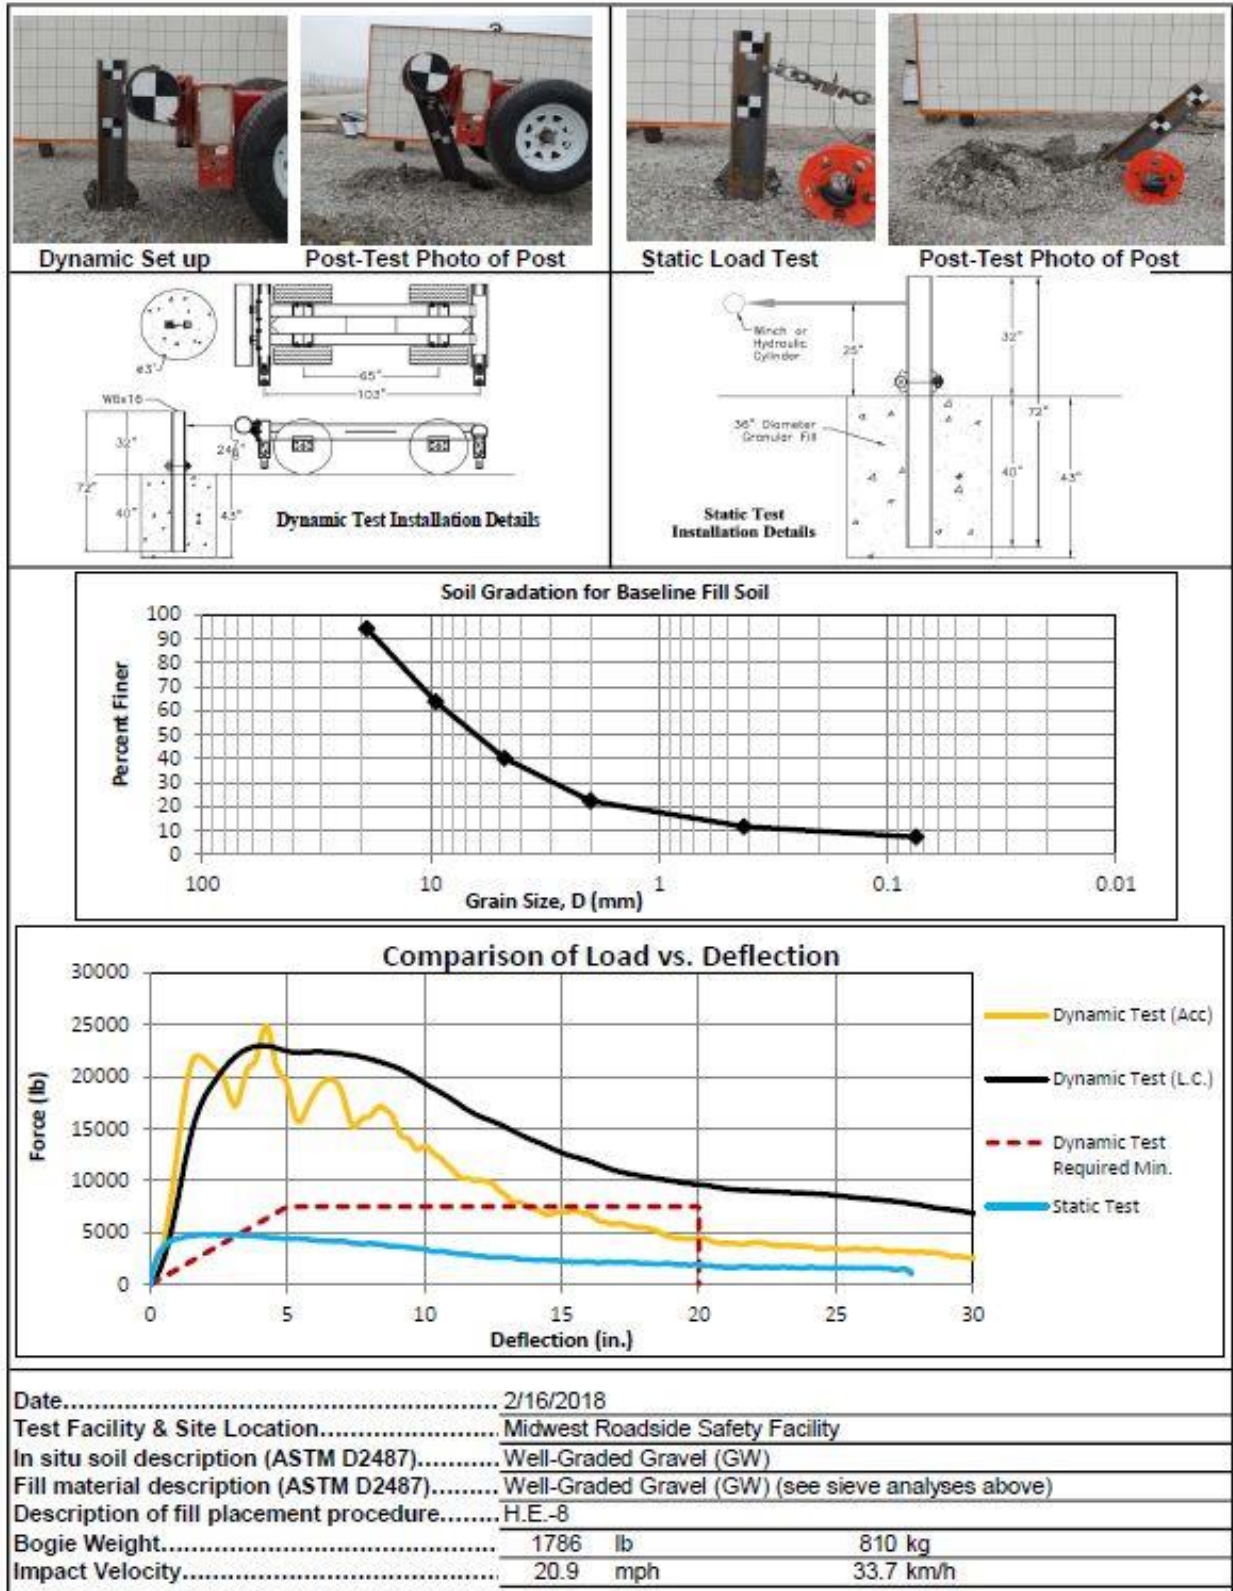 Dynamic Set up
Post-Test Photo of Post
Static Load Test
Post-Test Photo of Post
ø3'
65"
103"
W6x16
32"
72"
40"
43"
Dynamic Test Installation Details
Winch or
Hydraulic
Cylinder
25"
32"
72"
36" Diameter
Granular Fill
40"
43"
Static Test
Installation Details
Soil Gradation for Baseline Fill Soil
Percent Finer
100
90
80
70
60
50
40
30
20
10
0
100 10 1 0.1 0.01
Grain Size, D (mm)
Comparison of Load vs. Deflection
Force (lb)
30000
25000
20000
15000
10000
5000
0
0 5 10 15 20 25 30
Deflection (in.)
Dynamic Test (Acc)
Dynamic Test (L.C.)
Dynamic Test
Required Min.
Static Test
Date.................................................... 2/16/2018
Test Facility & Site Location..................... Midwest Roadside Safety Facility
In situ soil description (ASTM D2487).......... Well-Graded Gravel (GW)
Fill material description (ASTM D2487)........ Well-Graded Gravel (GW) (see sieve analyses above)
Description of fill placement procedure....... H.E.-8
Bogie Weight......................................... 1786 lb 810 kg
Impact Velocity...................................... 20.9 mph 33.7 km/h